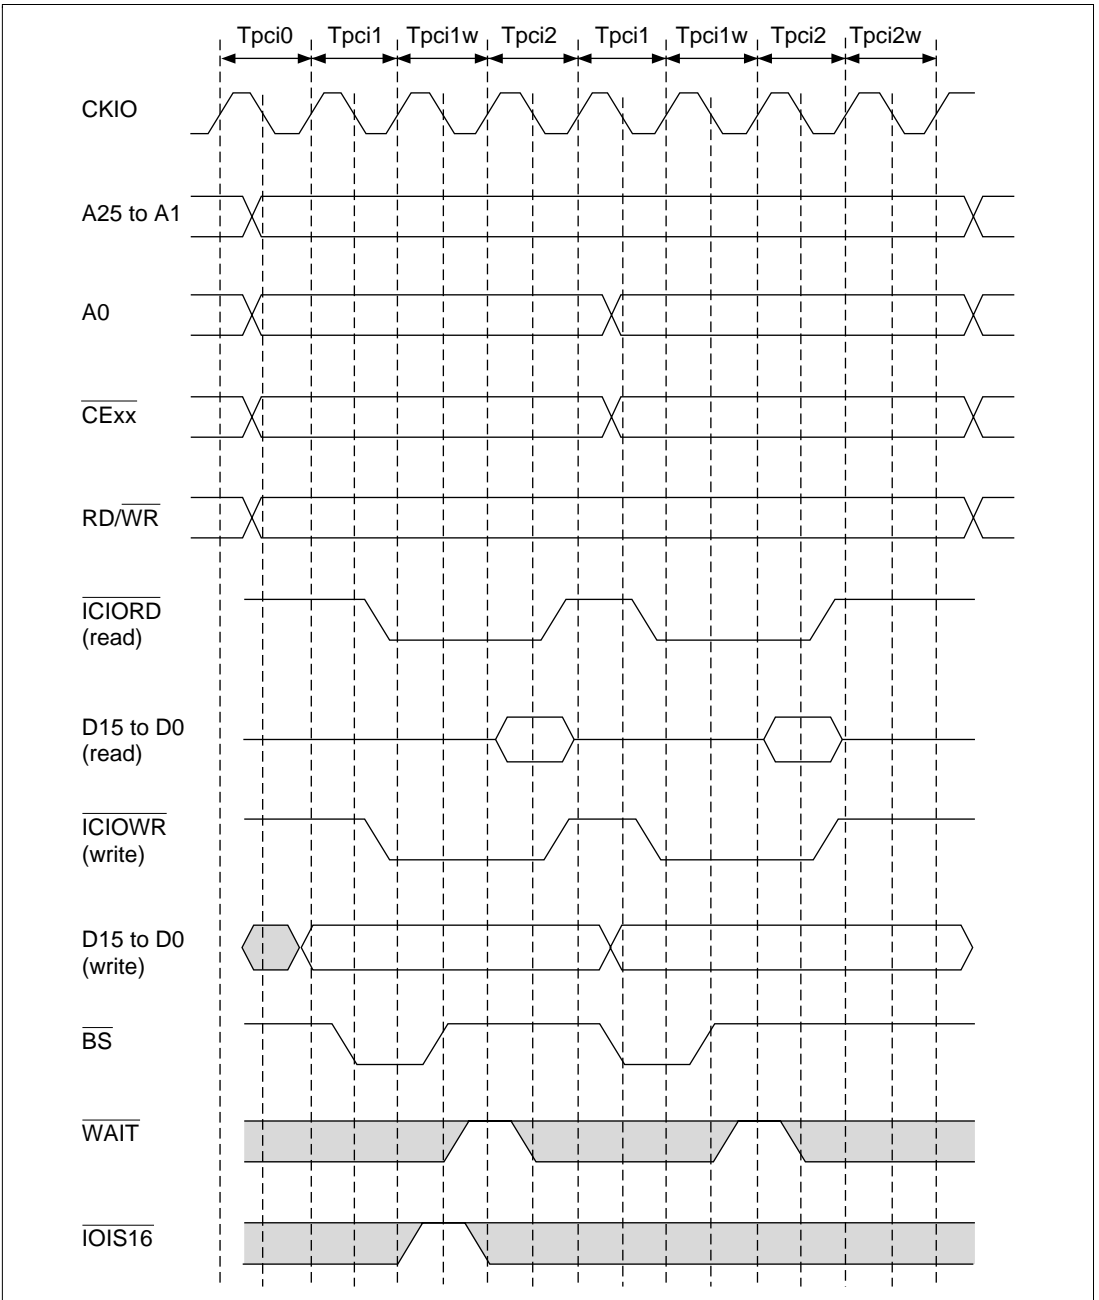 Tpci0 Tpci1 Tpci1w Tpci2 Tpci1 Tpci1w Tpci2 Tpci2w
CKIO
A25 to A1
A0
CExx
RD/WR
ICIORD
(read)
D15 to D0
(read)
ICIOWR
(write)
D15 to D0
(write)
BS
WAIT
IOIS16